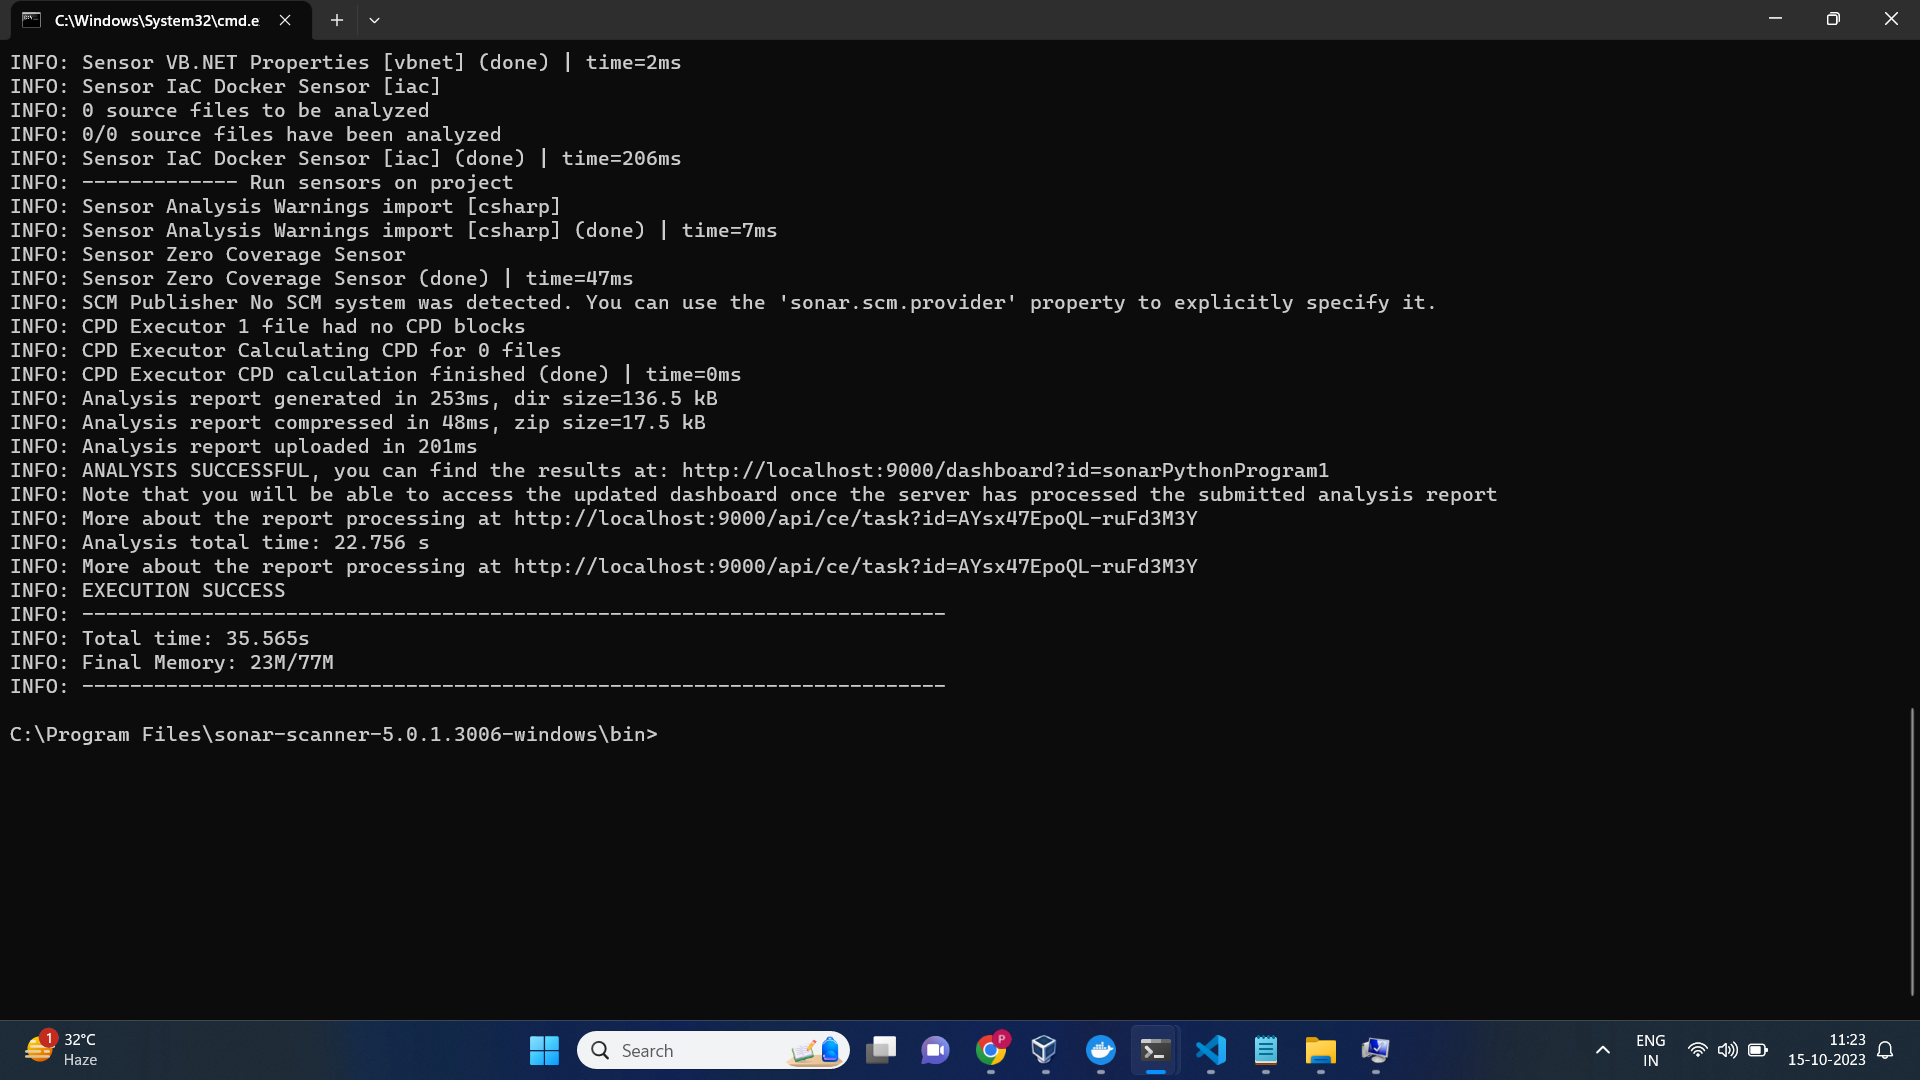 C:\Windows\System32\cmd.e
INFO: Sensor VB.NET Properties [vbnet] (done) | time=2ms
INFO: Sensor IaC Docker Sensor [iac]
INFO: 0 source files to be analyzed
INFO: 0/0 source files have been analyzed
INFO: Sensor IaC Docker Sensor [iac] (done) | time=206ms
INFO: ------------- Run sensors on project
INFO: Sensor Analysis Warnings import [csharp]
INFO: Sensor Analysis Warnings import [csharp] (done) | time=7ms
INFO: Sensor Zero Coverage Sensor
INFO: Sensor Zero Coverage Sensor (done) | time=47ms
INFO: SCM Publisher No SCM system was detected. You can use the 'sonar.scm.provider' property to explicitly specify it.
INFO: CPD Executor 1 file had no CPD blocks
INFO: CPD Executor Calculating CPD for 0 files
INFO: CPD Executor CPD calculation finished (done) | time=0ms
INFO: Analysis report generated in 253ms, dir size=136.5 kB
INFO: Analysis report compressed in 48ms, zip size=17.5 kB
INFO: Analysis report uploaded in 201ms
INFO: ANALYSIS SUCCESSFUL, you can find the results at: http://localhost:9000/dashboard?id=sonarPythonProgram1
INFO: Note that you will be able to access the updated dashboard once the server has processed the submitted analysis report
INFO: More about the report processing at http://localhost:9000/api/ce/task?id=AYsx47EpoQL-ruFd3M3Y
INFO: Analysis total time: 22.756 s
INFO: More about the report processing at http://localhost:9000/api/ce/task?id=AYsx47EpoQL-ruFd3M3Y
INFO: EXECUTION SUCCESS
INFO: ------------------------------------------------------------------------
INFO: Total time: 35.565s
INFO: Final Memory: 23M/77M
INFO: ------------------------------------------------------------------------
C:\Program Files\sonar-scanner-5.0.1.3006-windows\bin>
1
32°C
Haze
Search
P
ENG
IN
11:23
15-10-2023